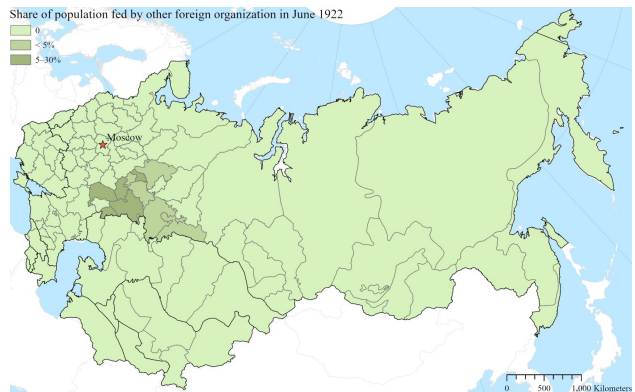 Share of population fed by other foreign organization in June 1922
0
< 5%
5–30%
Moscow
0 500 1,000 Kilometers